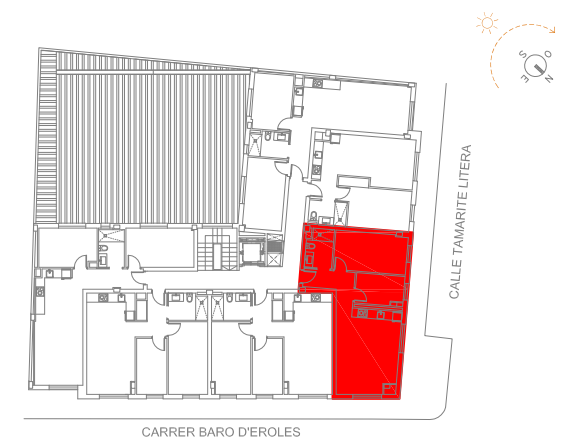 S
O
E
N
CALLE TAMARITE LITERA
CARRER BARO D'EROLES